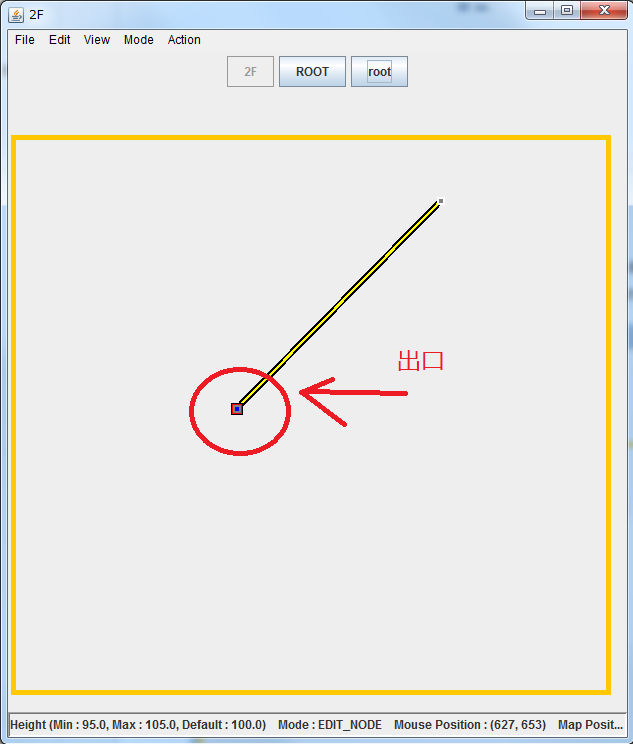 2F
File Edit View Mode Action
2F ROOT root
出口
Height (Min : 95.0, Max : 105.0, Default : 100.0) Mode : EDIT_NODE Mouse Position : (627, 653) Map Posit...